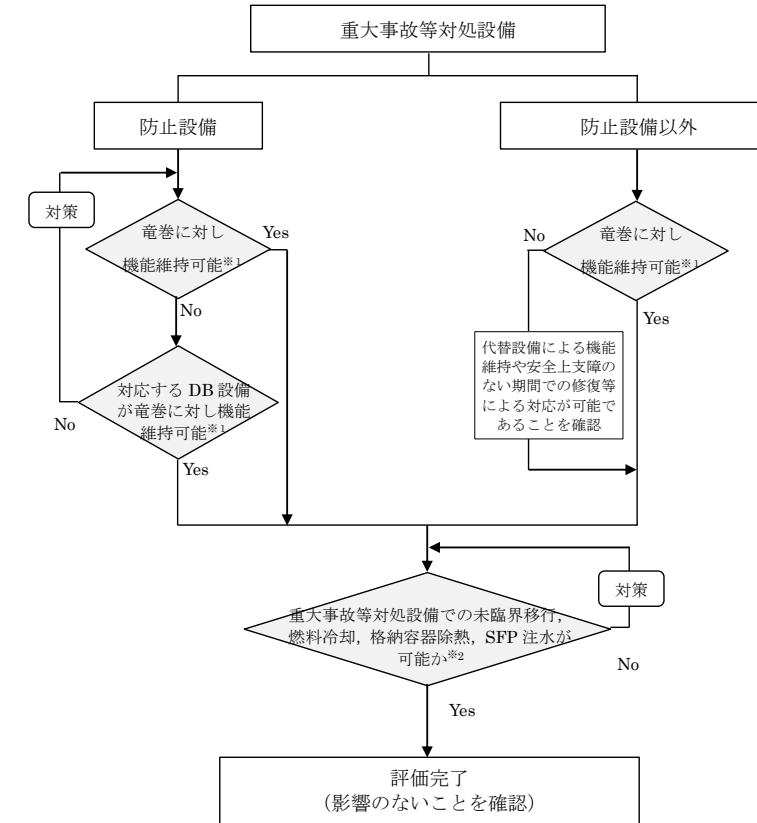 重大事故等対処設備
防止設備
防止設備以外
対策
竜巻に対し
機能維持可能※1
Yes
No
対応する DB 設備
が竜巻に対し機能
維持可能※1
No
Yes
竜巻に対し
機能維持可能※1
No
Yes
代替設備による機能
維持や安全上支障の
ない期間での修復等
による対応が可能で
あることを確認
対策
重大事故等対処設備での未臨界移行，
燃料冷却，格納容器除熱，SFP 注水が
可能か※2
No
Yes
評価完了
（影響のないことを確認）